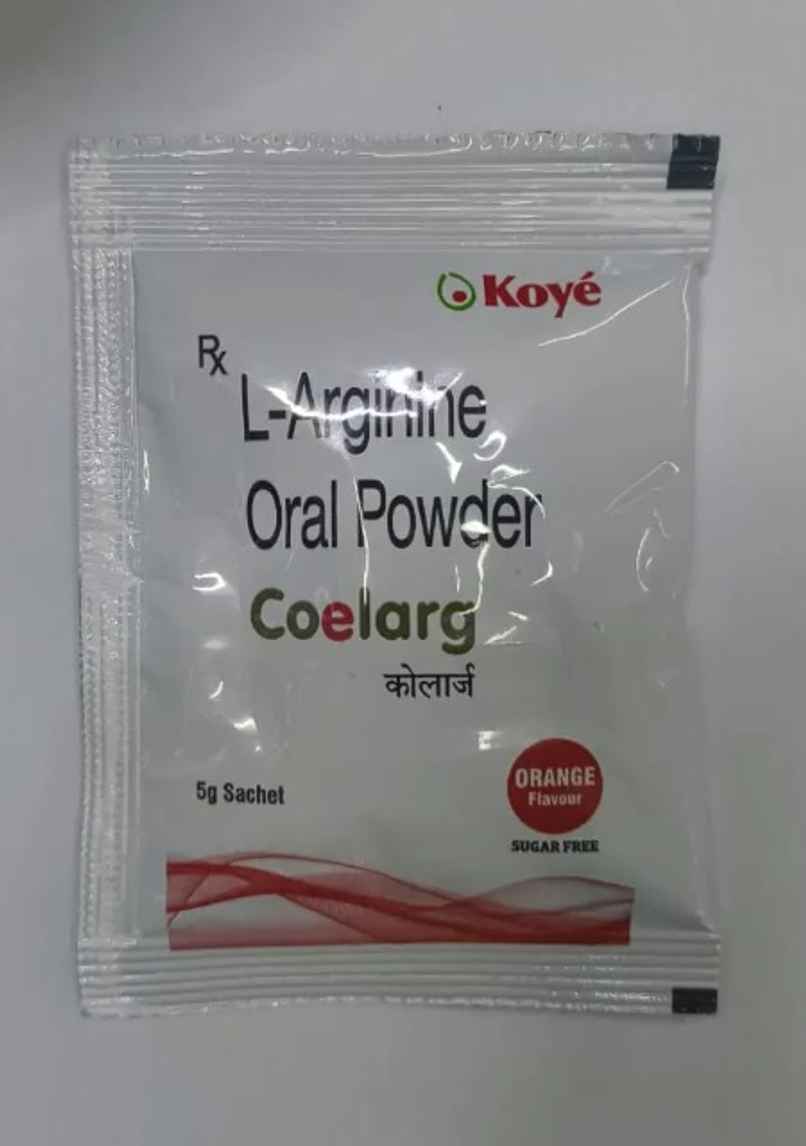 Koyé
Rx
L-Arginine
Oral Powder
Coelarg
कोलार्ज
5g Sachet
ORANGE
Flavour
SUGAR FREE